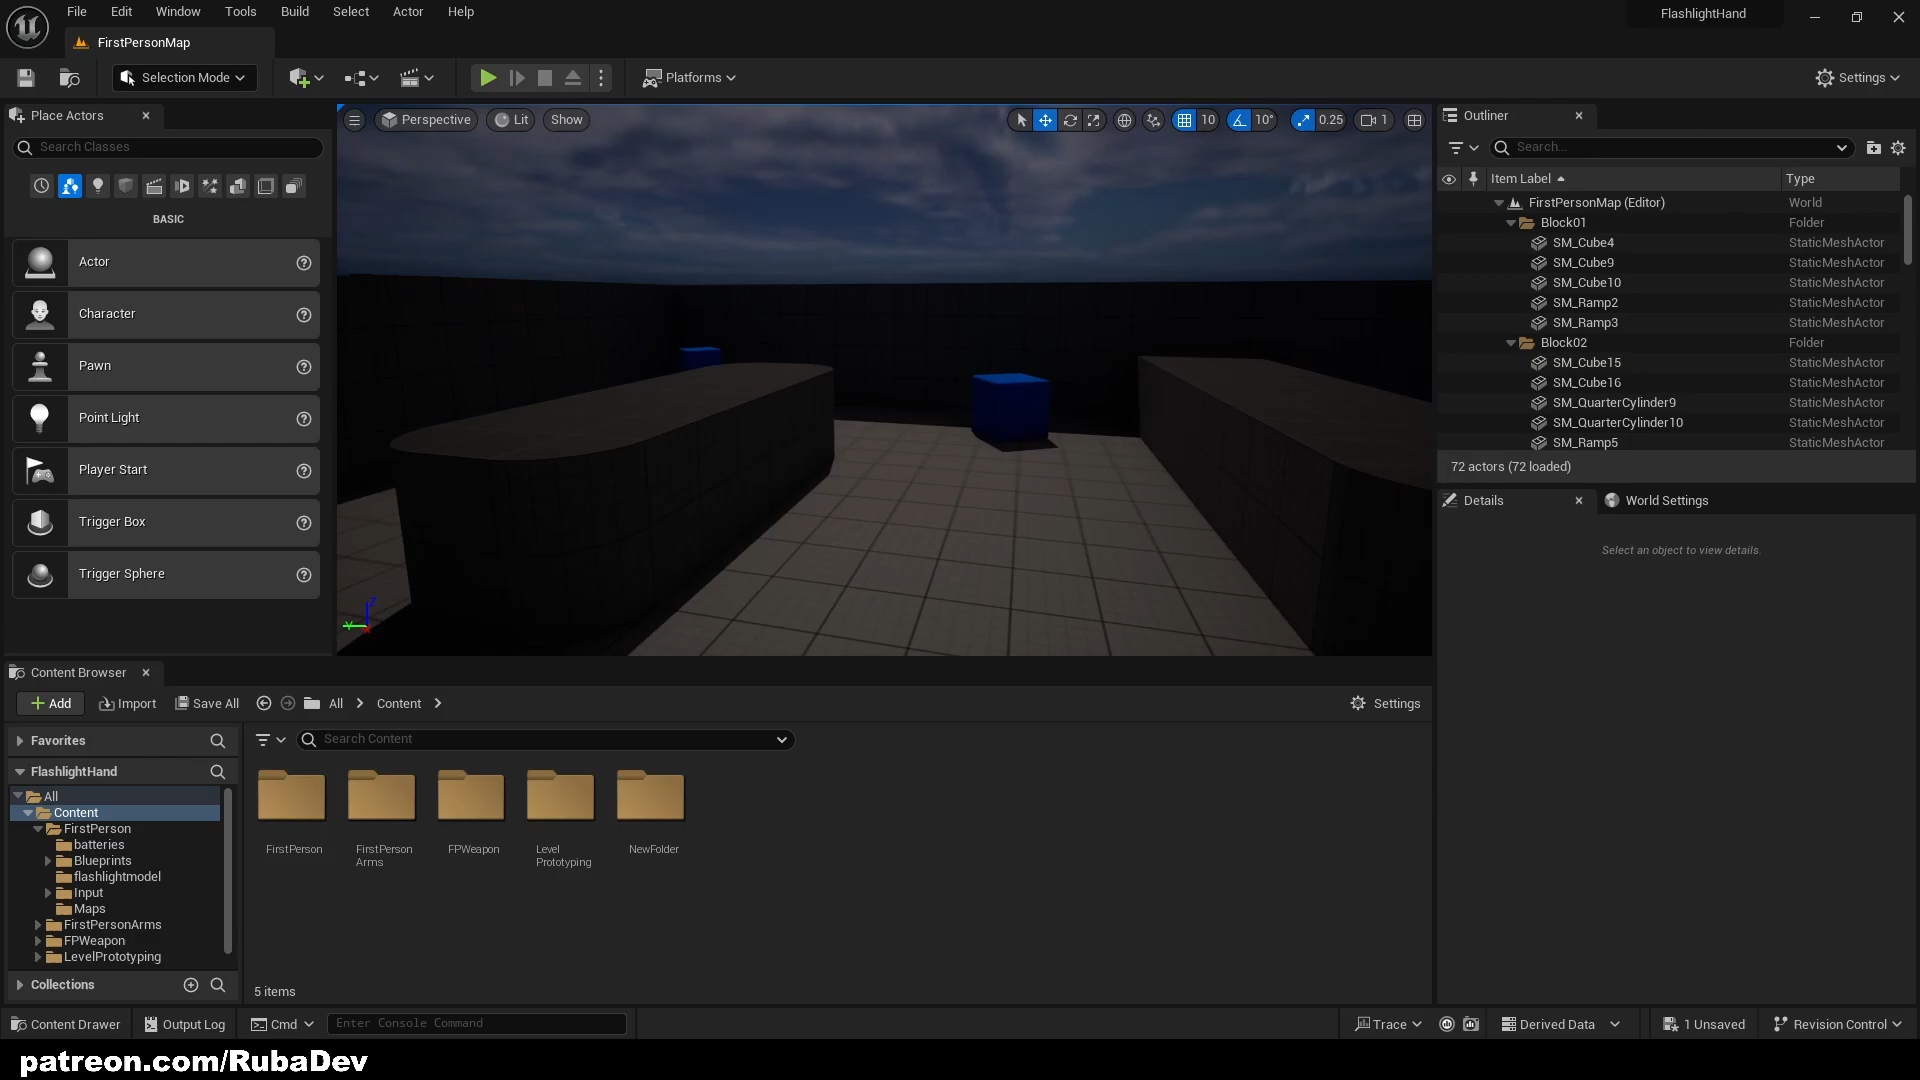 File Edit Window Tools Build Select Actor Help
FlashlightHand
FirstPersonMap
Selection Mode
Platforms
Settings
Place Actors
Search Classes
BASIC
Actor
Character
Pawn
Point Light
Player Start
Trigger Box
Trigger Sphere
Perspective
Lit
Show
10
10°
0.25
1
Outliner
Search...
Item Label
Type
FirstPersonMap (Editor) World
Block01 Folder
SM_Cube4 StaticMeshActor
SM_Cube9 StaticMeshActor
SM_Cube10 StaticMeshActor
SM_Ramp2 StaticMeshActor
SM_Ramp3 StaticMeshActor
Block02 Folder
SM_Cube15 StaticMeshActor
SM_Cube16 StaticMeshActor
SM_QuarterCylinder9 StaticMeshActor
SM_QuarterCylinder10 StaticMeshActor
SM_Ramp5 StaticMeshActor
72 actors (72 loaded)
Details
World Settings
Select an object to view details.
Z
Y
Content Browser
Add
Import
Save All
All
Content
Settings
Favorites
FlashlightHand
All
Content
FirstPerson
batteries
Blueprints
flashlightmodel
Input
Maps
FirstPersonArms
FPWeapon
LevelPrototyping
Collections
Search Content
FirstPerson
FirstPerson
Arms
FPWeapon
Level
Prototyping
NewFolder
5 items
Content Drawer
Output Log
Cmd
Enter Console Command
Trace
Derived Data
1 Unsaved
Revision Control
patreon.com/RubaDev